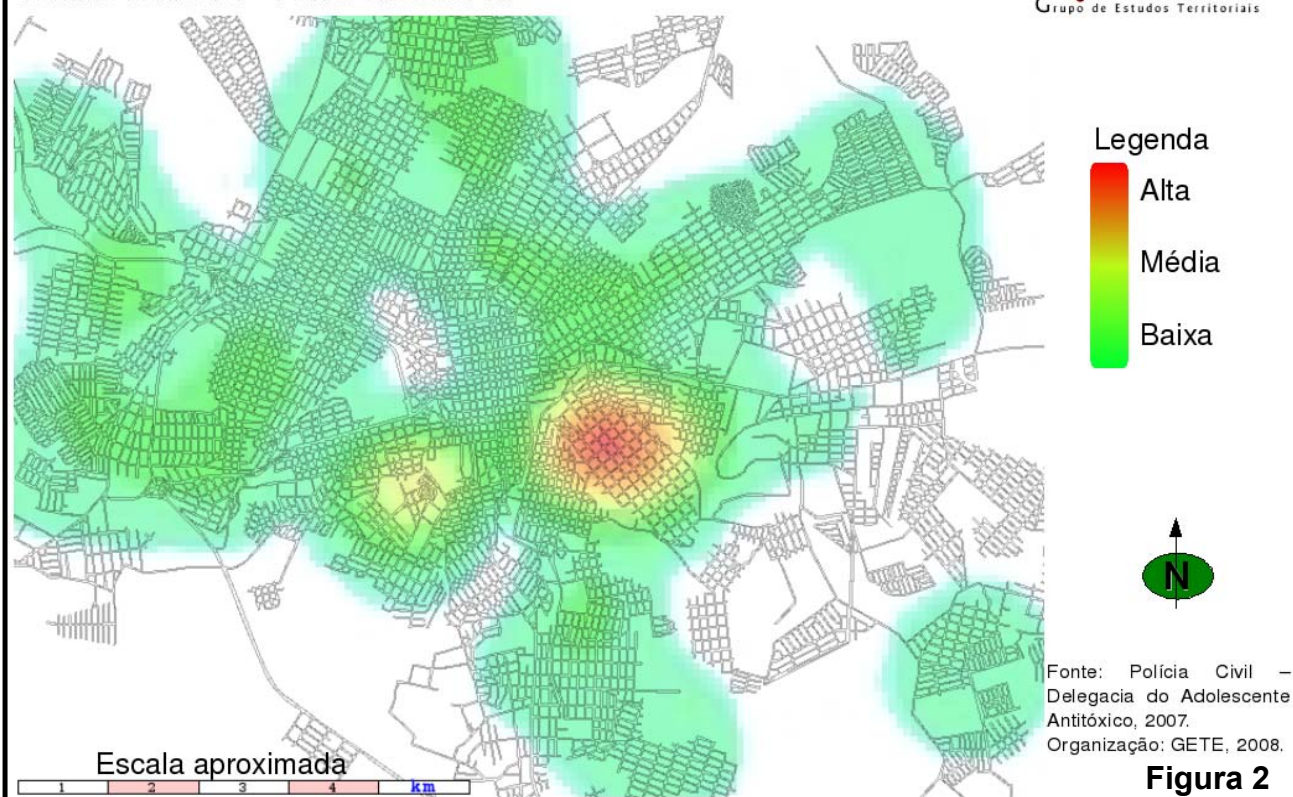 Grupo de Estudos Territoriais
Legenda
Alta
Média
Baixa
N
Fonte: Polícia Civil –
Delegacia do Adolescente
Antitóxico, 2007.
Organização: GETE, 2008.
Figura 2
Escala aproximada
1 2 3 4 km